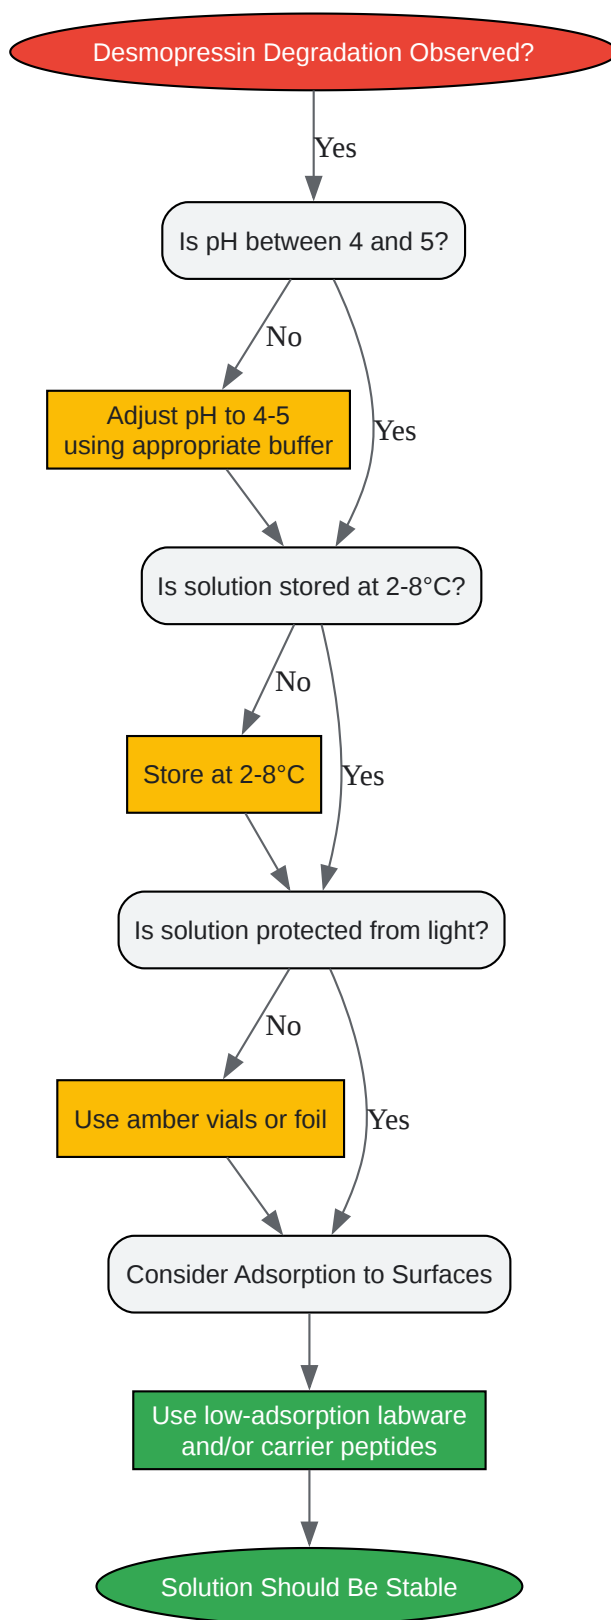 Desmopressin Degradation Observed?
Yes
Is pH between 4 and 5?
No
Adjust pH to 4-5
using appropriate buffer
Yes
Is solution stored at 2-8°C?
No
Store at 2-8°C
Yes
Is solution protected from light?
No
Use amber vials or foil
Yes
Consider Adsorption to Surfaces
Use low-adsorption labware
and/or carrier peptides
Solution Should Be Stable